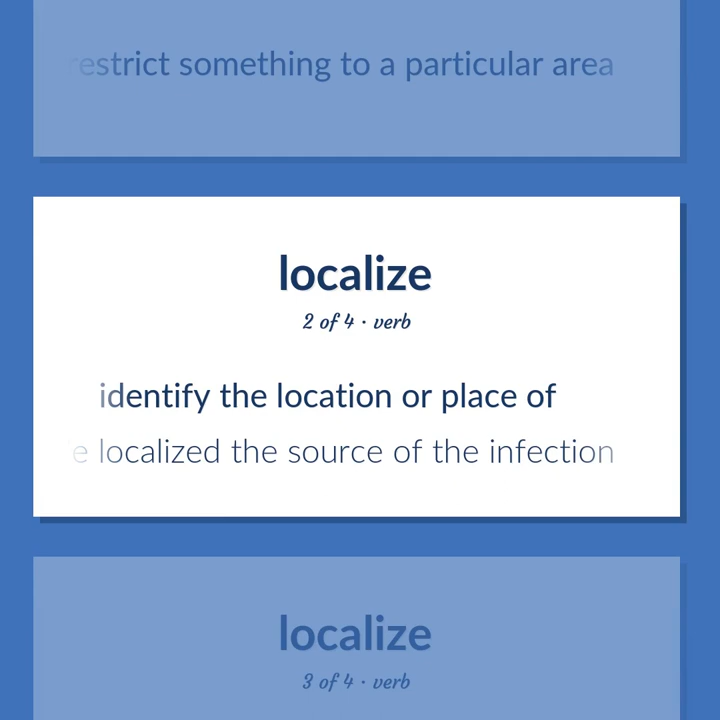 restrict something to a particular area
localize
2 of 4 · verb
identify the location or place of
localized the source of the infection
localize
3 of 4 · verb